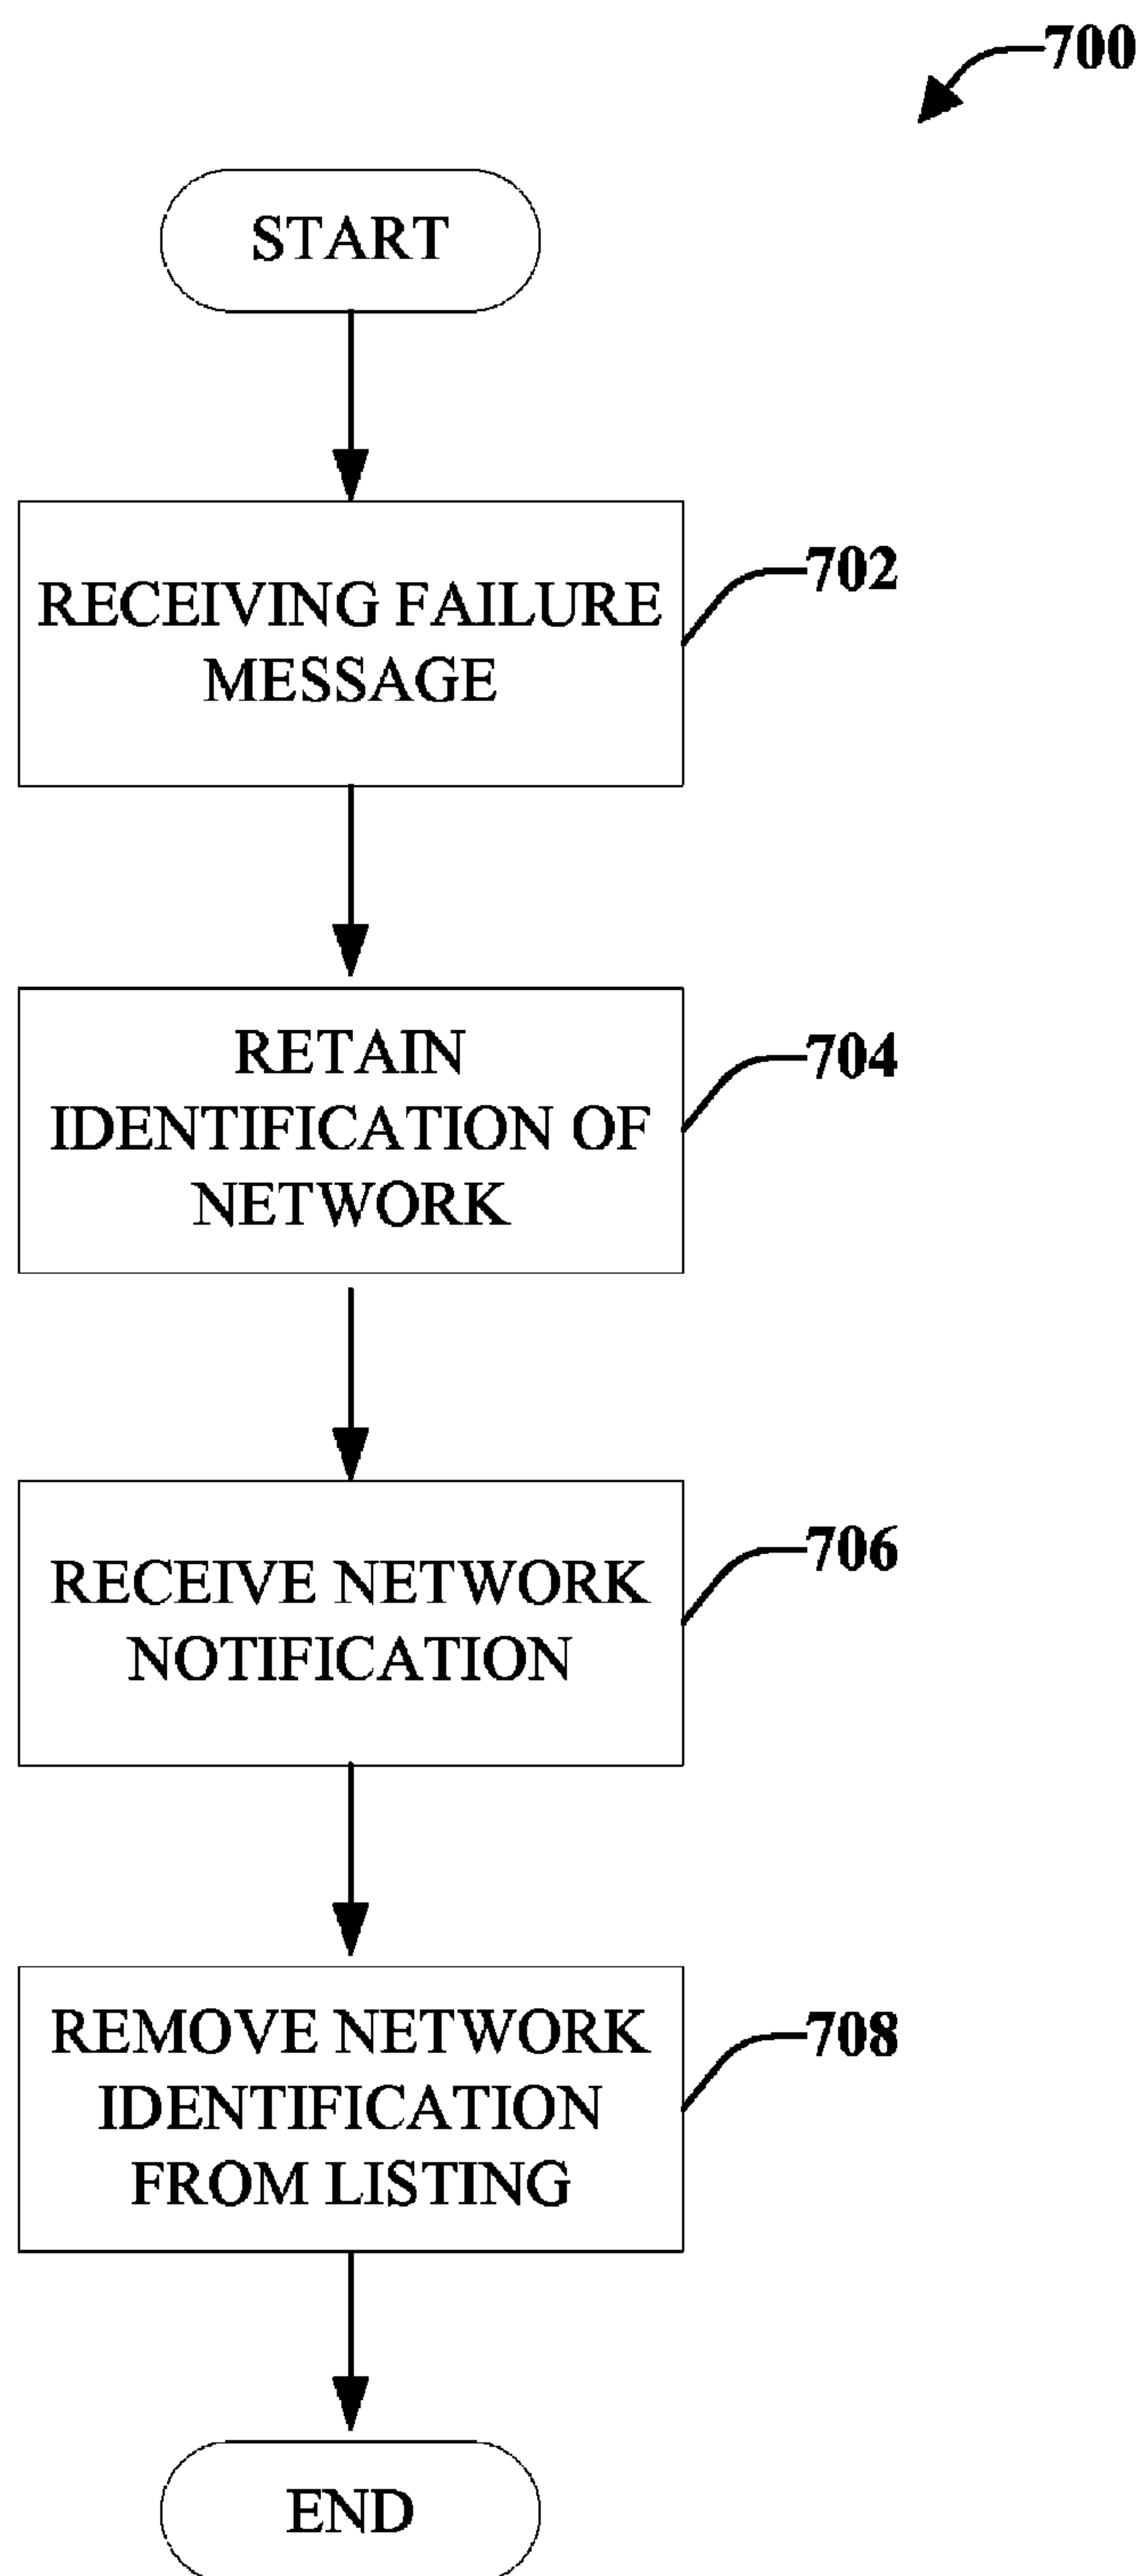 700
START
RECEIVING FAILURE
MESSAGE
702
RETAIN
IDENTIFICATION OF
NETWORK
704
RECEIVE NETWORK
NOTIFICATION
706
REMOVE NETWORK
IDENTIFICATION
FROM LISTING
708
END